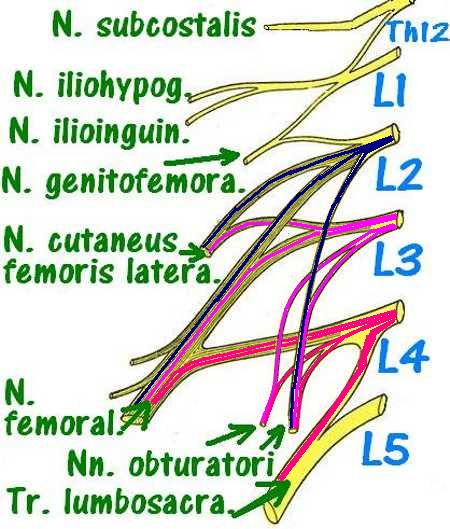 N. subcostalis
Th12
N. iliohypog.
L1
N. ilioinguin.
N. genitofemora.
L2
N. cutaneus
femoris latera.
L3
L4
N.
femoral.
Nn. obturatori
L5
Tr. lumbosacra.